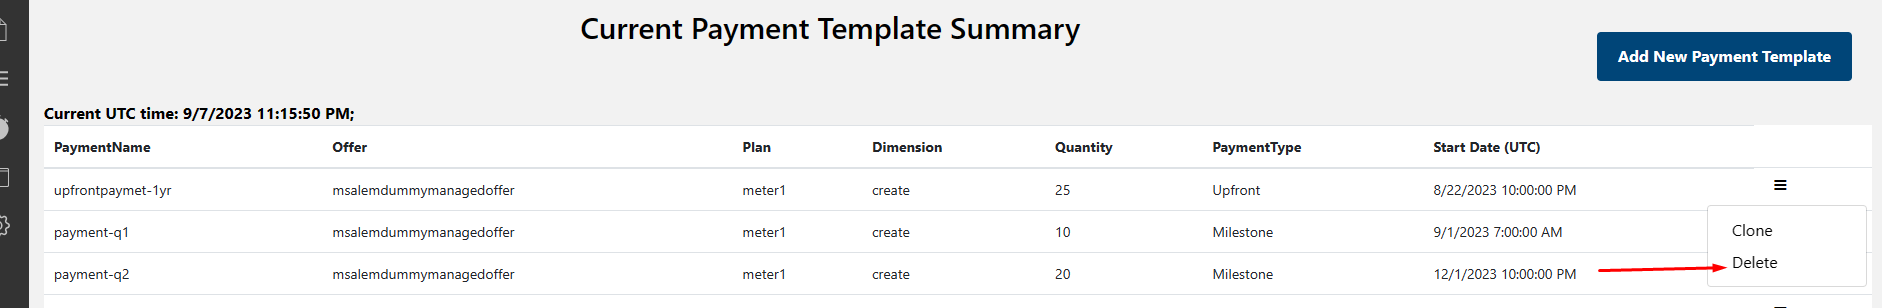 Current Payment Template Summary
Add New Payment Template
Current UTC time: 9/7/2023 11:15:50 PM;
PaymentName Offer Plan Dimension Quantity PaymentType Start Date (UTC)
upfrontpaymet-1yr msalemdummymanagedoffer meter1 create 25 Upfront 8/22/2023 10:00:00 PM
payment-q1 msalemdummymanagedoffer meter1 create 10 Milestone 9/1/2023 7:00:00 AM
Clone
payment-q2 msalemdummymanagedoffer meter1 create 20 Milestone 12/1/2023 10:00:00 PM
Delete